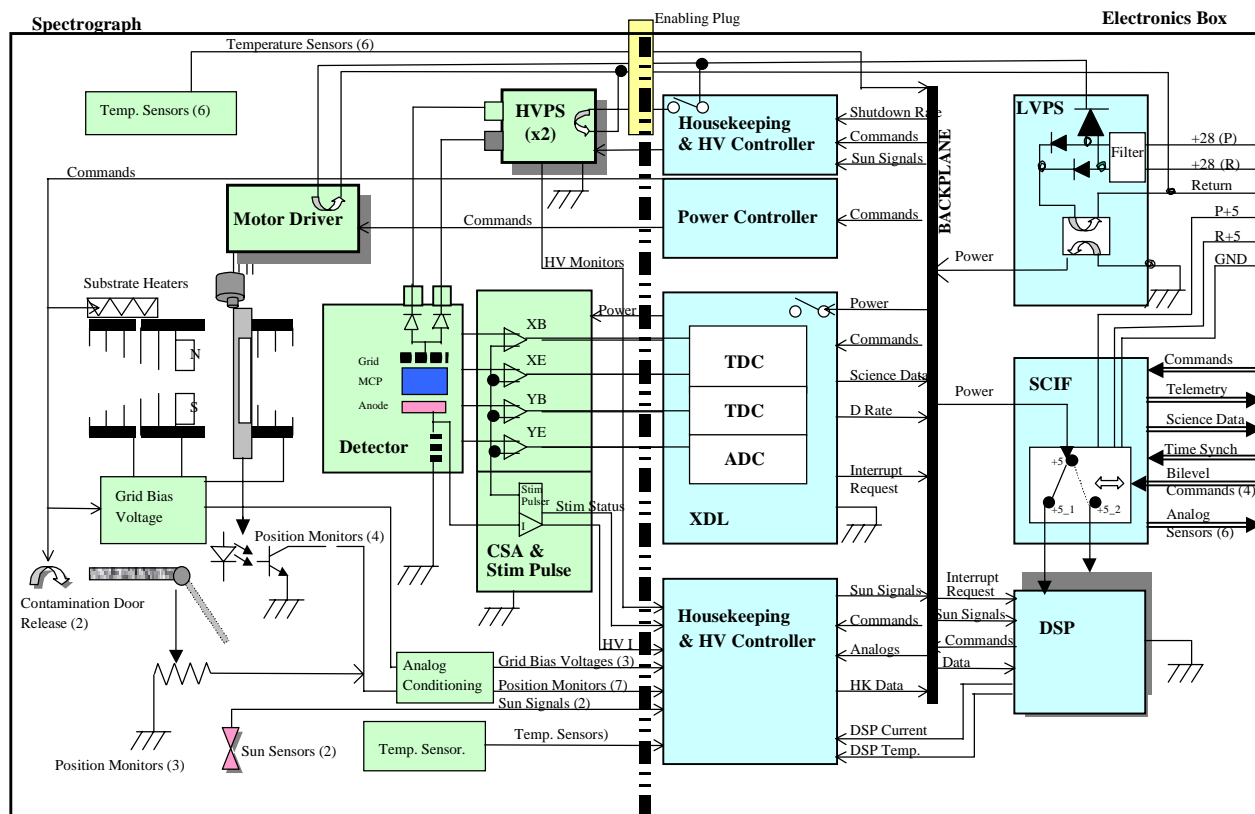 Spectrograph
Enabling Plug
Electronics Box
Temperature Sensors (6)
Temp. Sensors (6)
HVPS
(x2)
Housekeeping
& HV Controller
Shutdown Rate
Commands
Sun Signals
BACKPLANE
LVPS
Filter
+28 (P)
+28 (R)
Return
P+5
R+5
GND
Commands
Motor Driver
Commands
Power Controller
Commands
Power
HV Monitors
Substrate Heaters
N
S
Grid
MCP
Anode
Detector
XB
XE
YB
YE
Power
TDC
TDC
ADC
XDL
Power
Commands
Science Data
D Rate
Interrupt
Request
Power
SCIF
+5
+5_1
+5_2
Commands
Telemetry
Science Data
Time Synch
Bilevel
Commands (4)
Analog
Sensors (6)
Grid Bias
Voltage
Stim
Pulser
I
Stim Status
CSA &
Stim Pulse
Position Monitors (4)
Contamination Door
Release (2)
HV I
Housekeeping
& HV Controller
Sun Signals
Commands
Analogs
HK Data
DSP Current
DSP Temp.
Interrupt
Request
Sun Signals
Commands
Data
DSP
Analog
Conditioning
Grid Bias Voltages (3)
Position Monitors (7)
Sun Signals (2)
Position Monitors (3)
Sun Sensors (2)
Temp. Sensor.
Temp. Sensors)